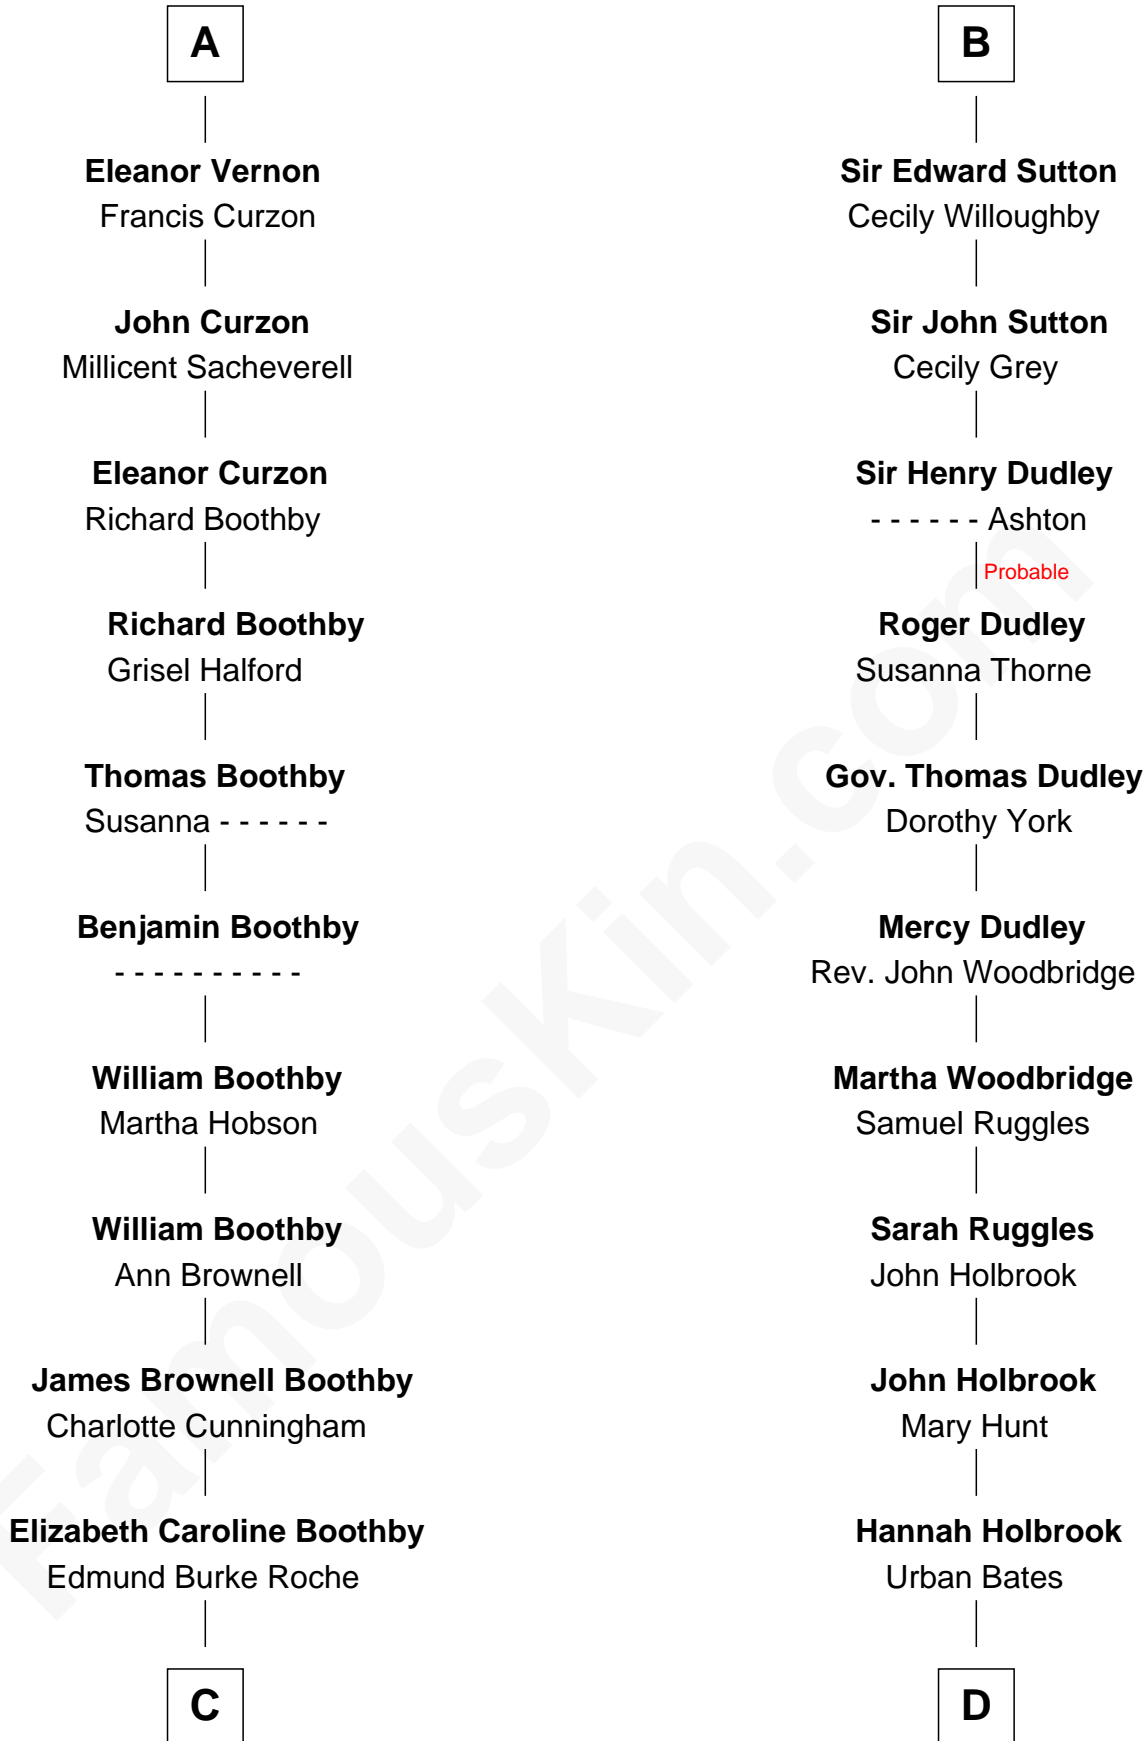 A
Eleanor Vernon
Francis Curzon
John Curzon
Millicent Sacheverell
Eleanor Curzon
Richard Boothby
Richard Boothby
Grisel Halford
Thomas Boothby
Susanna - - - - - -
Benjamin Boothby
- - - - - - - - - -
William Boothby
Martha Hobson
William Boothby
Ann Brownell
James Brownell Boothby
Charlotte Cunningham
Elizabeth Caroline Boothby
Edmund Burke Roche
C
B
Sir Edward Sutton
Cecily Willoughby
Sir John Sutton
Cecily Grey
Sir Henry Dudley
- - - - - - Ashton
Probable
Roger Dudley
Susanna Thorne
Gov. Thomas Dudley
Dorothy York
Mercy Dudley
Rev. John Woodbridge
Martha Woodbridge
Samuel Ruggles
Sarah Ruggles
John Holbrook
John Holbrook
Mary Hunt
Hannah Holbrook
Urban Bates
D
FamousKin.com